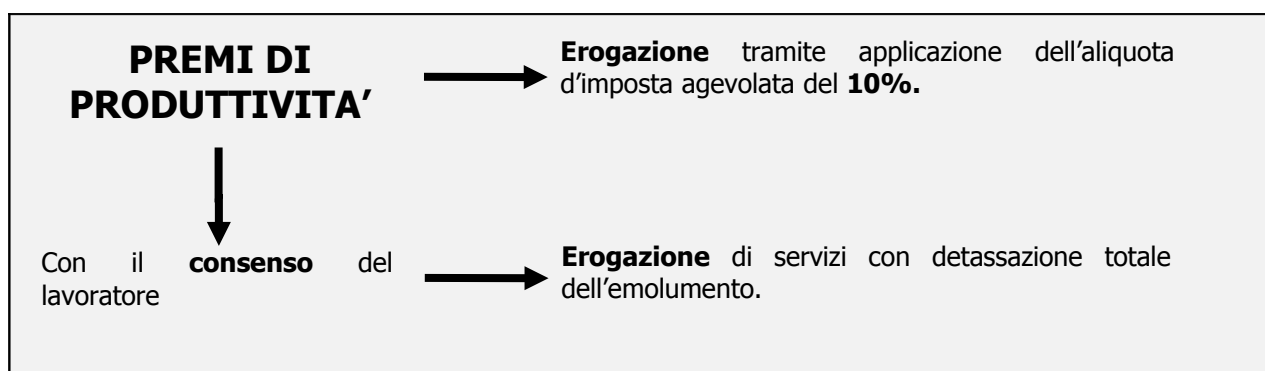 PREMI DI
PRODUTTIVITA’
Erogazione tramite applicazione dell’aliquota
d’imposta agevolata del 10%.
Con il consenso del
lavoratore
Erogazione di servizi con detassazione totale
dell’emolumento.